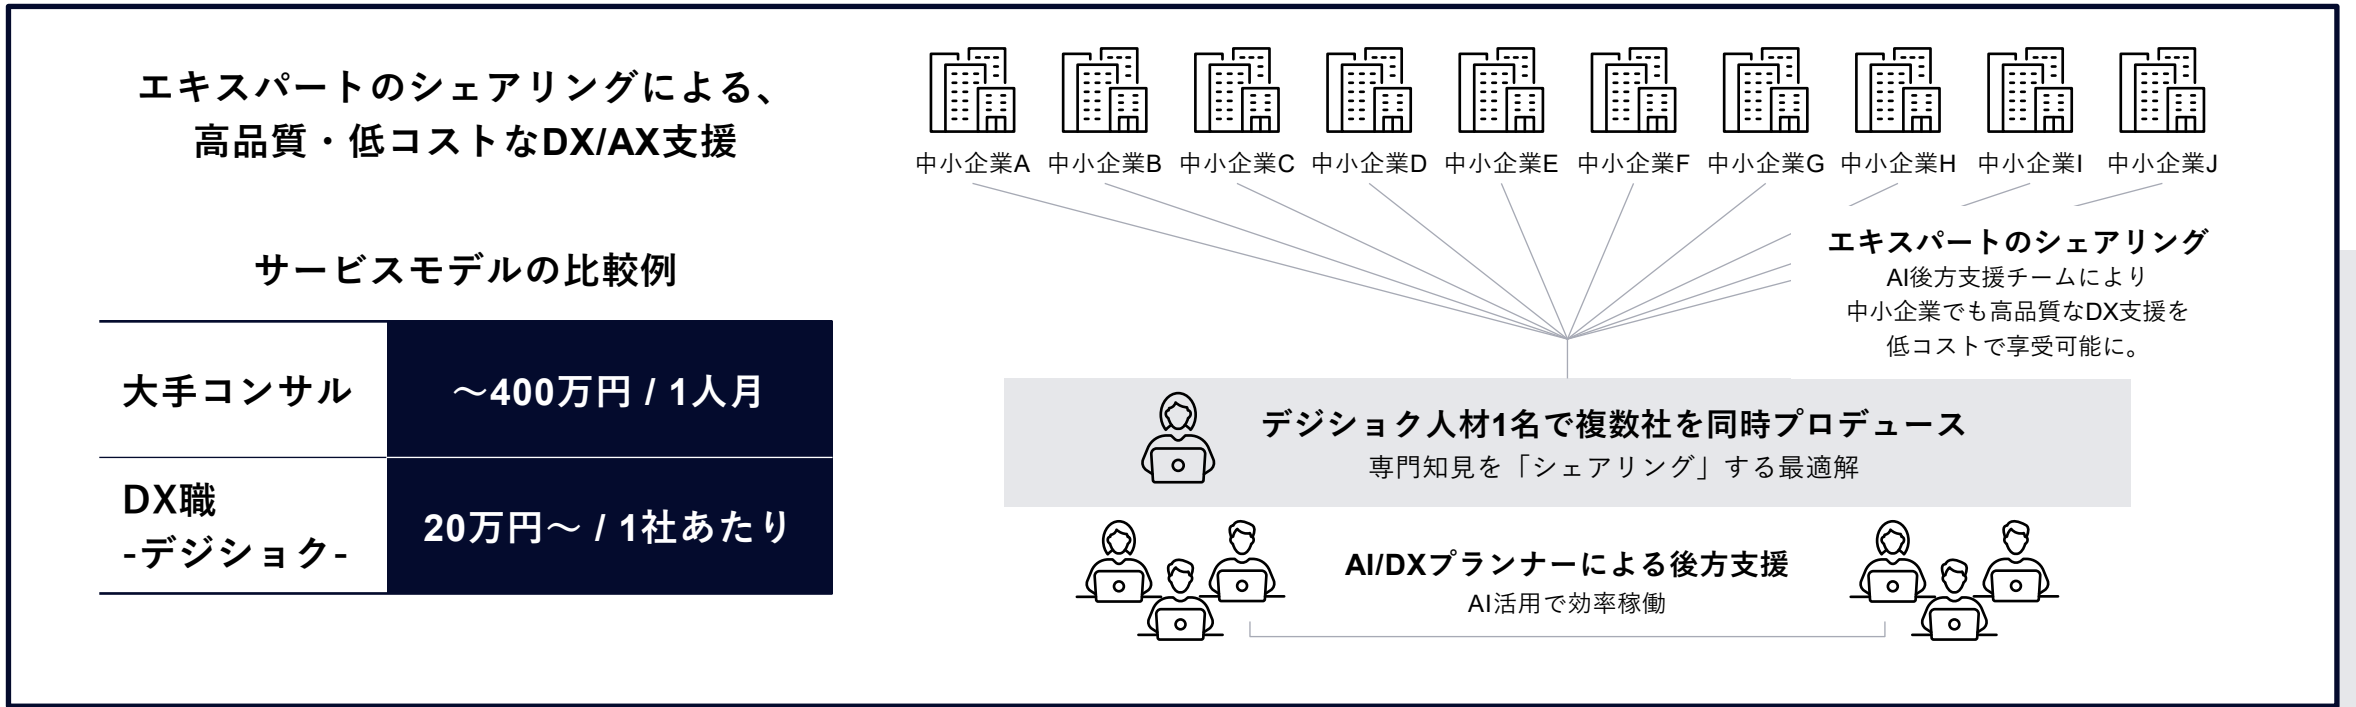 エキスパートのシェアリングによる、
高品質・低コストなDX/AX支援
サービスモデルの比較例
大手コンサル
～400万円 / 1人月
DX職
-デジショク-
20万円～ / 1社あたり
中小企業A
中小企業B
中小企業C
中小企業D
中小企業E
中小企業F
中小企業G
中小企業H
中小企業I
中小企業J
エキスパートのシェアリング
AI後方支援チームにより
中小企業でも高品質なDX支援を
低コストで享受可能に。
デジショク人材1名で複数社を同時プロデュース
専門知見を「シェアリング」する最適解
AI/DXプランナーによる後方支援
AI活用で効率稼働